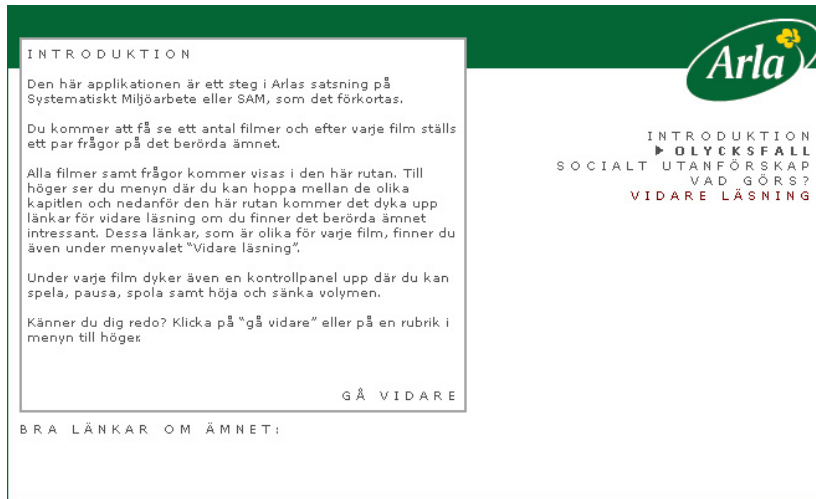 INTRODUKTION
Den här applikationen är ett steg i Arlas satsning på
Systematiskt Miljöarbete eller SAM, som det förkortas.
Du kommer att få se ett antal filmer och efter varje film ställs
ett par frågor på det berörda ämnet.
Alla filmer samt frågor kommer visas i den här rutan. Till
höger ser du menyn där du kan hoppa mellan de olika
kapitlen och nedanför den här rutan kommer det dyka upp
länkar för vidare läsning om du finner det berörda ämnet
intressant. Dessa länkar, som är olika för varje film, finner du
även under menyvalet “Vidare läsning”.
Under varje film dyker även en kontrollpanel upp där du kan
spela, pausa, spola samt höja och sänka volymen.
Känner du dig redo? Klicka på “gå vidare” eller på en rubrik i
menyn till höger.
GÅ VIDARE
BRA LÄNKAR OM ÄMNET:
Arla
INTRODUKTION
OLYCKSFALL
SOCIALT UTANFÖRSKAP
VAD GÖRS?
VIDARE LÄSNING